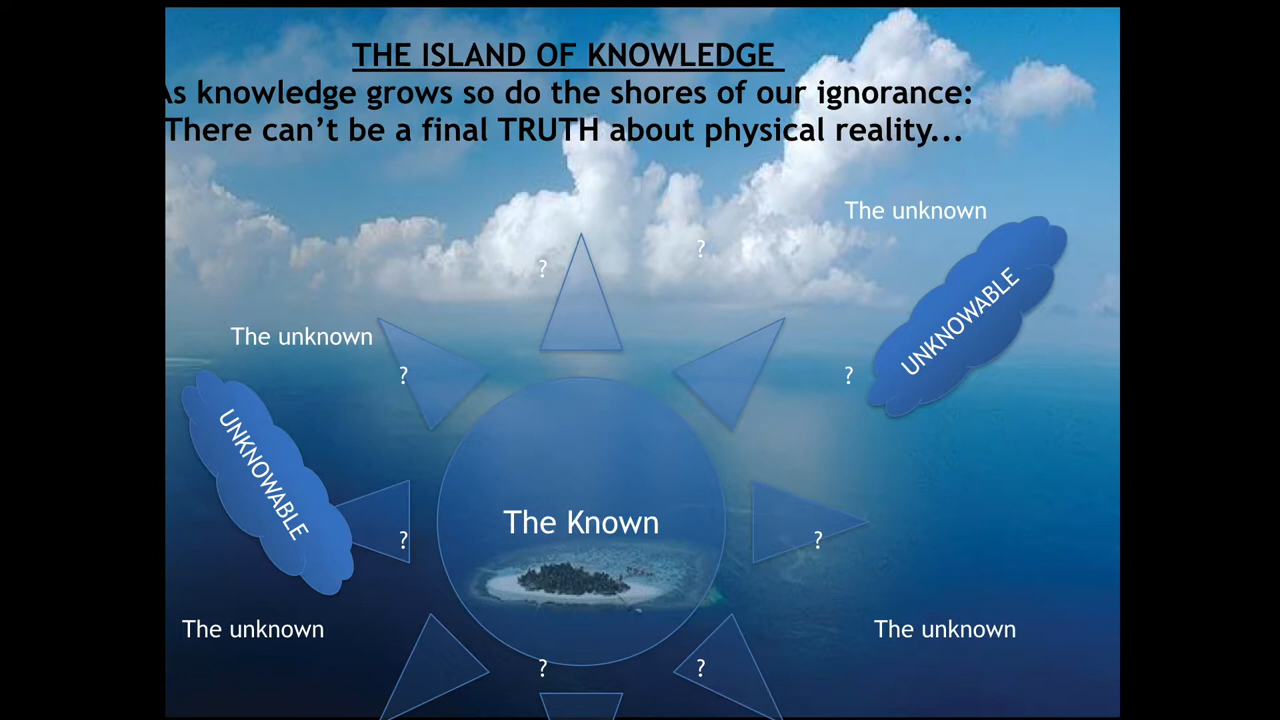 THE ISLAND OF KNOWLEDGE
As knowledge grows so do the shores of our ignorance:
There can’t be a final TRUTH about physical reality...
The unknown
?
?
UNKNOWABLE
The unknown
?
?
UNKNOWABLE
The Known
?
?
The unknown
The unknown
?
?